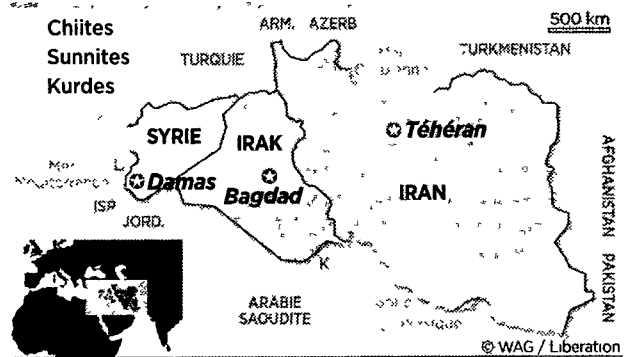 Chiites
Sunnites
Kurdes
ARM. AZERB
500 km
TURQUIE
TURKMENISTAN
SYRIE
IRAK
Téhéran
Damas
Bagdad
IRAN
AFGHANISTAN
PAKISTAN
JORD.
K
ARABIE
SAOUDITE
© WAG / Libération